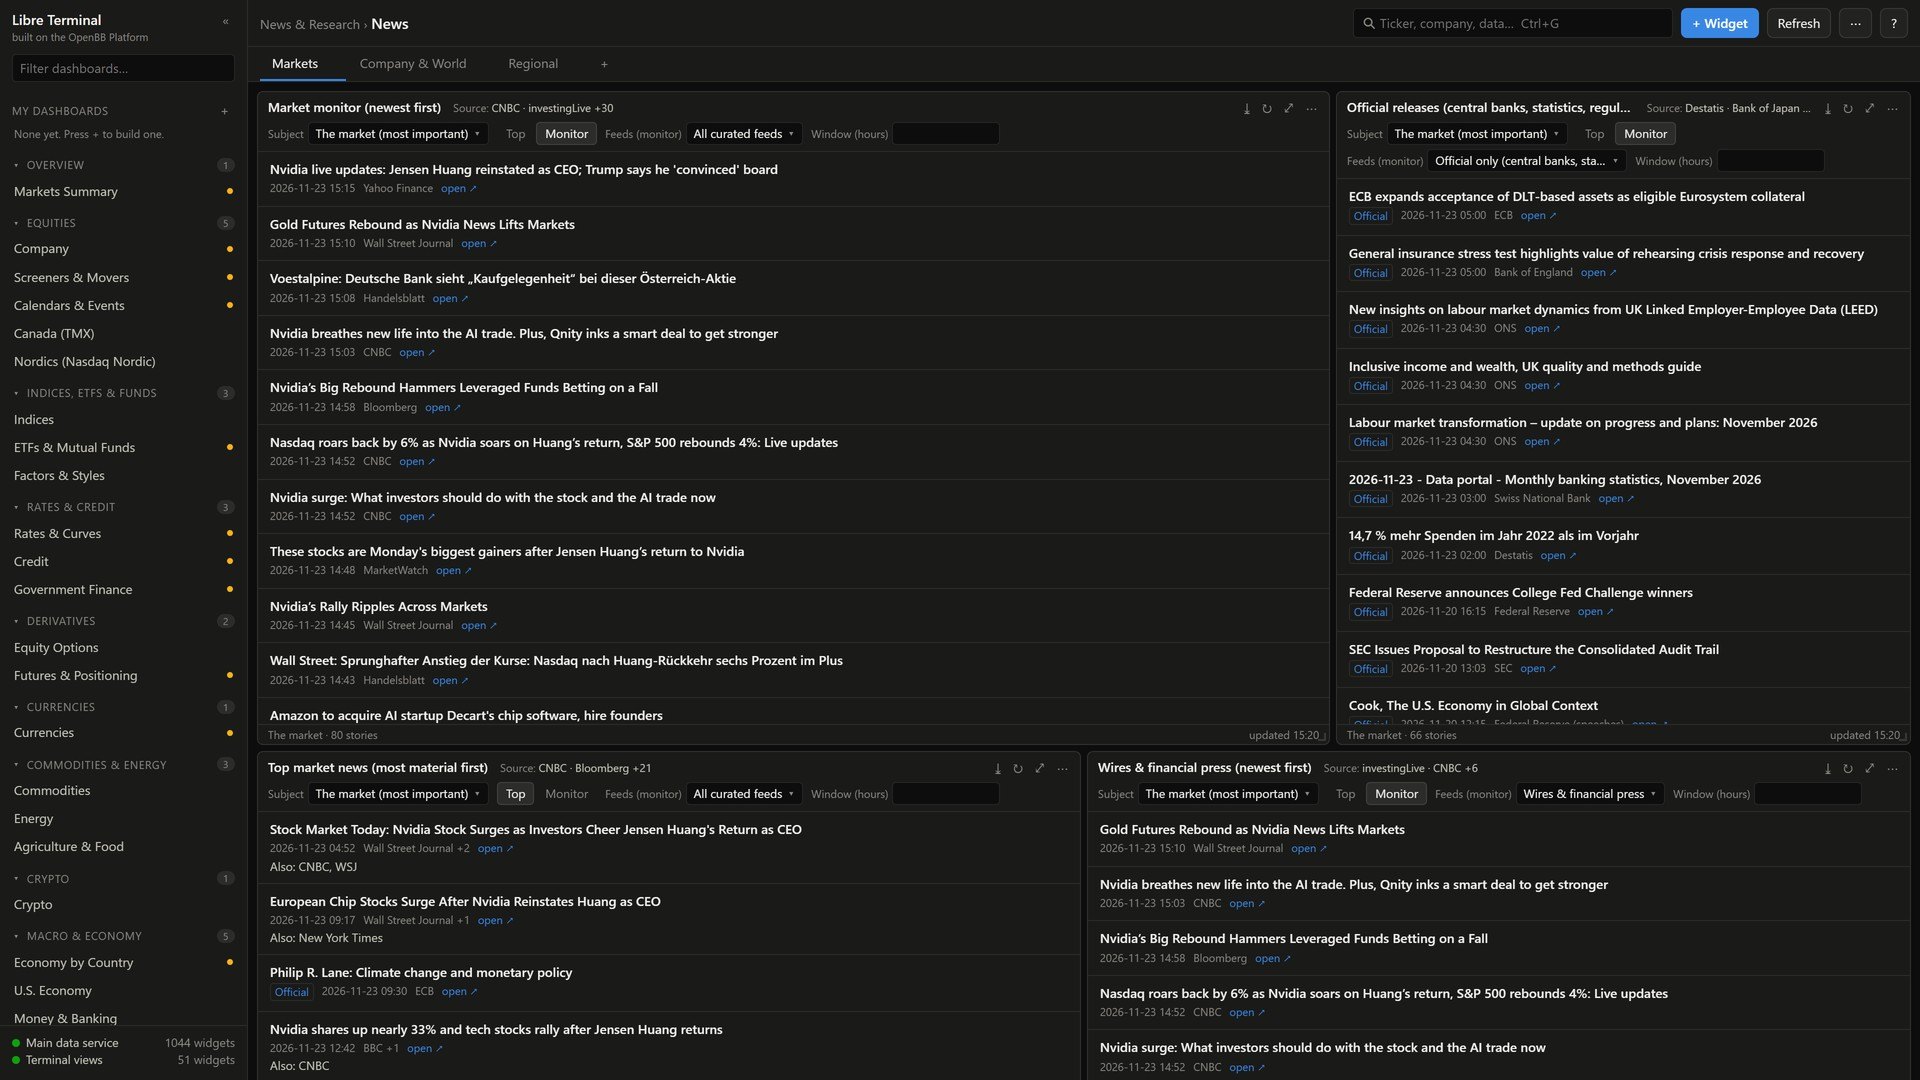 Libre Terminal «
built on the OpenBB Platform
Filter dashboards...
MY DASHBOARDS +
None yet. Press + to build one.
OVERVIEW 1
Markets Summary
EQUITIES 5
Company
Screeners & Movers
Calendars & Events
Canada (TMX)
Nordics (Nasdaq Nordic)
INDICES, ETFS & FUNDS 3
Indices
ETFs & Mutual Funds
Factors & Styles
RATES & CREDIT 3
Rates & Curves
Credit
Government Finance
DERIVATIVES 2
Equity Options
Futures & Positioning
CURRENCIES 1
Currencies
COMMODITIES & ENERGY 3
Commodities
Energy
Agriculture & Food
CRYPTO 1
Crypto
MACRO & ECONOMY 5
Economy by Country
U.S. Economy
Money & Banking
Main data service 1044 widgets
Terminal views 51 widgets
News & Research › News
Ticker, company, data... Ctrl+G
+ Widget
Refresh
...
?
Markets Company & World Regional +
Market monitor (newest first) Source: CNBC · investingLive +30
Subject The market (most important) Top Monitor Feeds (monitor) All curated feeds Window (hours)
Nvidia live updates: Jensen Huang reinstated as CEO; Trump says he 'convinced' board
2026-11-23 15:15 Yahoo Finance open ↗
Gold Futures Rebound as Nvidia News Lifts Markets
2026-11-23 15:10 Wall Street Journal open ↗
Voestalpine: Deutsche Bank sieht „Kaufgelegenheit“ bei dieser Österreich-Aktie
2026-11-23 15:08 Handelsblatt open ↗
Nvidia breathes new life into the AI trade. Plus, Qnity inks a smart deal to get stronger
2026-11-23 15:03 CNBC open ↗
Nvidia’s Big Rebound Hammers Leveraged Funds Betting on a Fall
2026-11-23 14:58 Bloomberg open ↗
Nasdaq roars back by 6% as Nvidia soars on Huang’s return, S&P 500 rebounds 4%: Live updates
2026-11-23 14:52 CNBC open ↗
Nvidia surge: What investors should do with the stock and the AI trade now
2026-11-23 14:52 CNBC open ↗
These stocks are Monday's biggest gainers after Jensen Huang’s return to Nvidia
2026-11-23 14:48 MarketWatch open ↗
Nvidia’s Rally Ripples Across Markets
2026-11-23 14:45 Wall Street Journal open ↗
Wall Street: Sprunghafter Anstieg der Kurse: Nasdaq nach Huang-Rückkehr sechs Prozent im Plus
2026-11-23 14:43 Handelsblatt open ↗
Amazon to acquire AI startup Decart's chip software, hire founders
The market · 80 stories updated 15:20
Official releases (central banks, statistics, regul... Source: Destatis · Bank of Japan ...
Subject The market (most important) Top Monitor
Feeds (monitor) Official only (central banks, sta... Window (hours)
ECB expands acceptance of DLT-based assets as eligible Eurosystem collateral
Official 2026-11-23 05:00 ECB open ↗
General insurance stress test highlights value of rehearsing crisis response and recovery
Official 2026-11-23 05:00 Bank of England open ↗
New insights on labour market dynamics from UK Linked Employer-Employee Data (LEED)
Official 2026-11-23 04:30 ONS open ↗
Inclusive income and wealth, UK quality and methods guide
Official 2026-11-23 04:30 ONS open ↗
Labour market transformation – update on progress and plans: November 2026
Official 2026-11-23 04:30 ONS open ↗
2026-11-23 - Data portal - Monthly banking statistics, November 2026
Official 2026-11-23 03:00 Swiss National Bank open ↗
14,7 % mehr Spenden im Jahr 2022 als im Vorjahr
Official 2026-11-23 02:00 Destatis open ↗
Federal Reserve announces College Fed Challenge winners
Official 2026-11-20 16:15 Federal Reserve open ↗
SEC Issues Proposal to Restructure the Consolidated Audit Trail
Official 2026-11-20 13:03 SEC open ↗
Cook, The U.S. Economy in Global Context
Official 2026-11-20 12:15 Federal Reserve (speeches) open ↗
The market · 66 stories updated 15:20
Top market news (most material first) Source: CNBC · Bloomberg +21
Subject The market (most important) Top Monitor Feeds (monitor) All curated feeds Window (hours)
Stock Market Today: Nvidia Stock Surges as Investors Cheer Jensen Huang's Return as CEO
2026-11-23 04:52 Wall Street Journal +2 open ↗
Also: CNBC, WSJ
European Chip Stocks Surge After Nvidia Reinstates Huang as CEO
2026-11-23 09:17 Wall Street Journal +1 open ↗
Also: New York Times
Philip R. Lane: Climate change and monetary policy
Official 2026-11-23 09:30 ECB open ↗
Nvidia shares up nearly 33% and tech stocks rally after Jensen Huang returns
2026-11-23 12:42 BBC +1 open ↗
Also: CNBC
Wires & financial press (newest first) Source: investingLive · CNBC +6
Subject The market (most important) Top Monitor Feeds (monitor) Wires & financial press Window (hours)
Gold Futures Rebound as Nvidia News Lifts Markets
2026-11-23 15:10 Wall Street Journal open ↗
Nvidia breathes new life into the AI trade. Plus, Qnity inks a smart deal to get stronger
2026-11-23 15:03 CNBC open ↗
Nvidia’s Big Rebound Hammers Leveraged Funds Betting on a Fall
2026-11-23 14:58 Bloomberg open ↗
Nasdaq roars back by 6% as Nvidia soars on Huang’s return, S&P 500 rebounds 4%: Live updates
2026-11-23 14:52 CNBC open ↗
Nvidia surge: What investors should do with the stock and the AI trade now
2026-11-23 14:52 CNBC open ↗